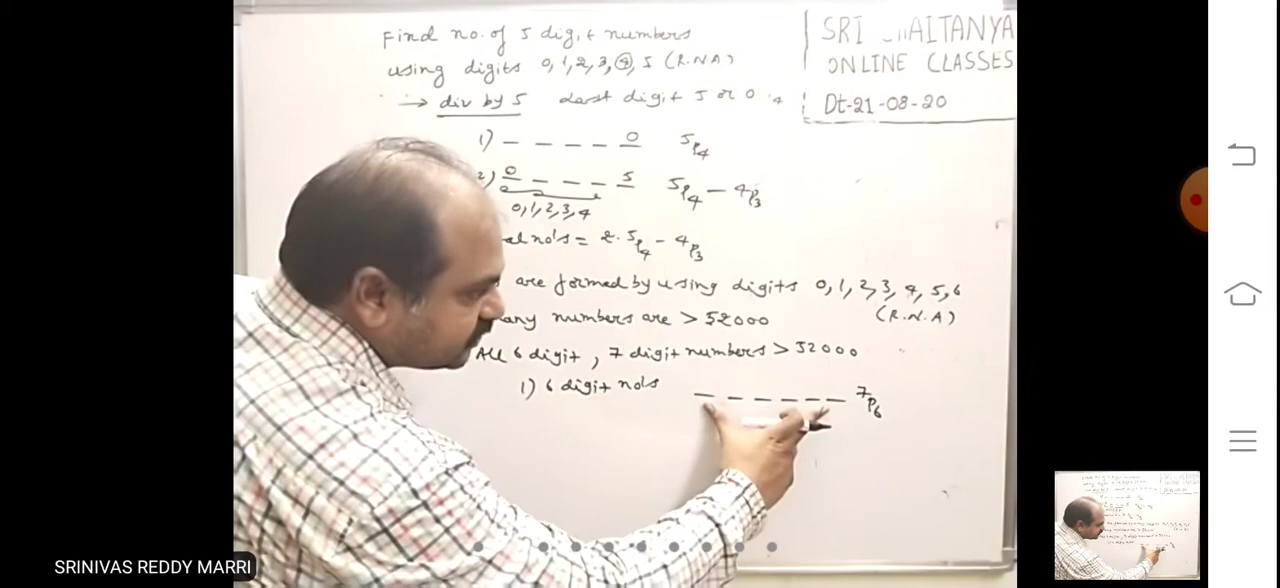 Find no. of 5 digit numbers
using digits 0, 1, 2, 3, 4, 5 (R.N.A)
→ div by 5 Last digit 5 or 0
1) _ _ _ _ 0 5P4
2) 0 _ _ _ 5 5P4 - 4P3
0, 1, 2, 3, 4
no's = 2. 5P4 - 4P3
are formed by using digits 0, 1, 2, 3, 4, 5, 6
(R.N.A)
any numbers are > 52000
All 6 digit, 7 digit numbers > 52000
1) 6 digit no's _ _ _ _ _ _ 7P6
SRI CHAITANYA
ONLINE CLASSES
Dt-21-08-20
SRINIVAS REDDY MARRI